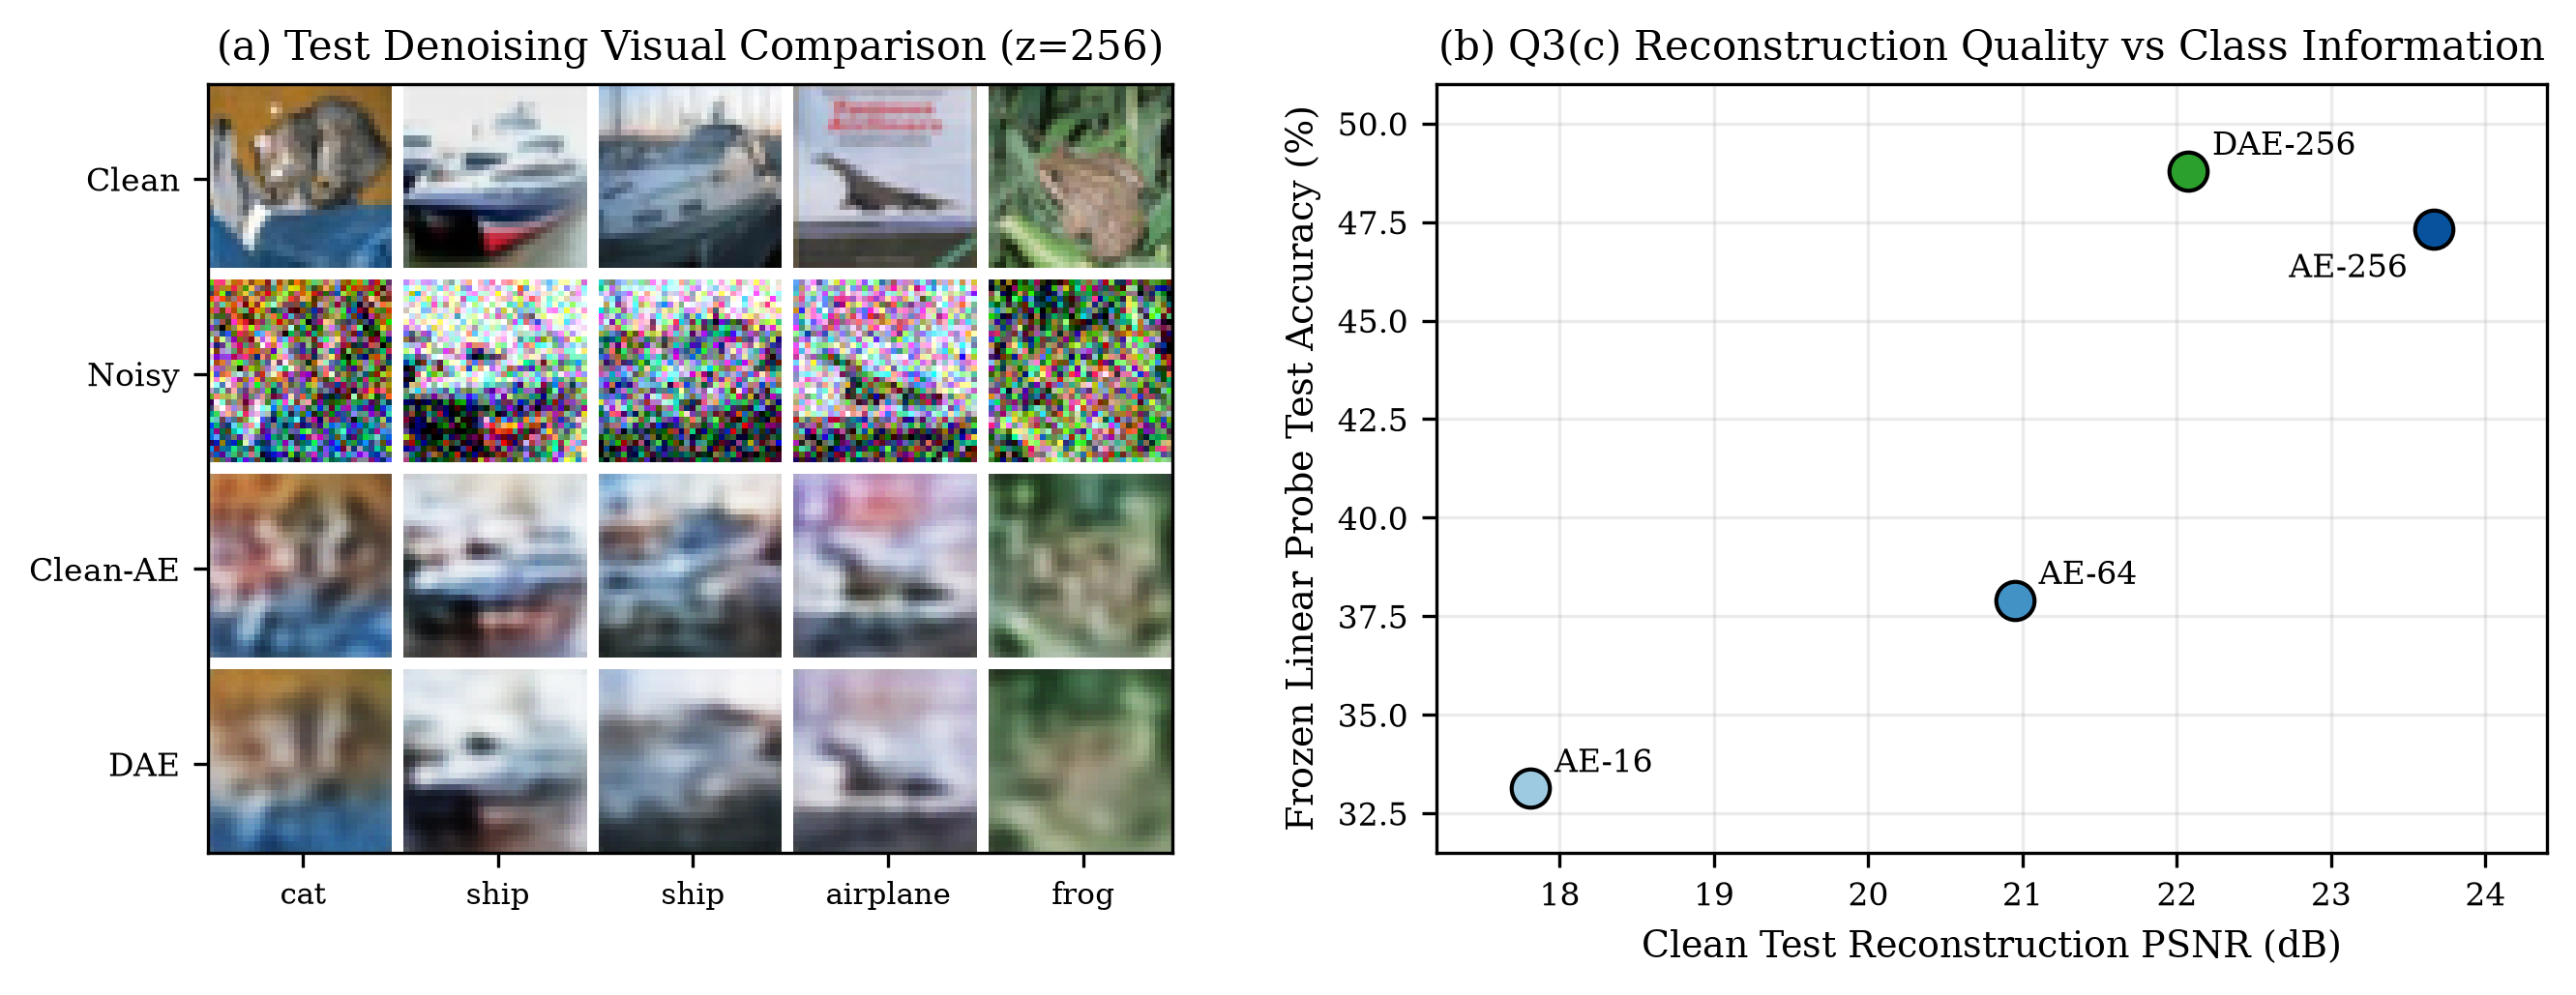 (a) Test Denoising Visual Comparison (z=256)
Clean
Noisy
Clean-AE
DAE
cat
ship
ship
airplane
frog
(b) Q3(c) Reconstruction Quality vs Class Information
Frozen Linear Probe Test Accuracy (%)
50.0
47.5
45.0
42.5
40.0
37.5
35.0
32.5
DAE-256
AE-256
AE-64
AE-16
18
19
20
21
22
23
24
Clean Test Reconstruction PSNR (dB)